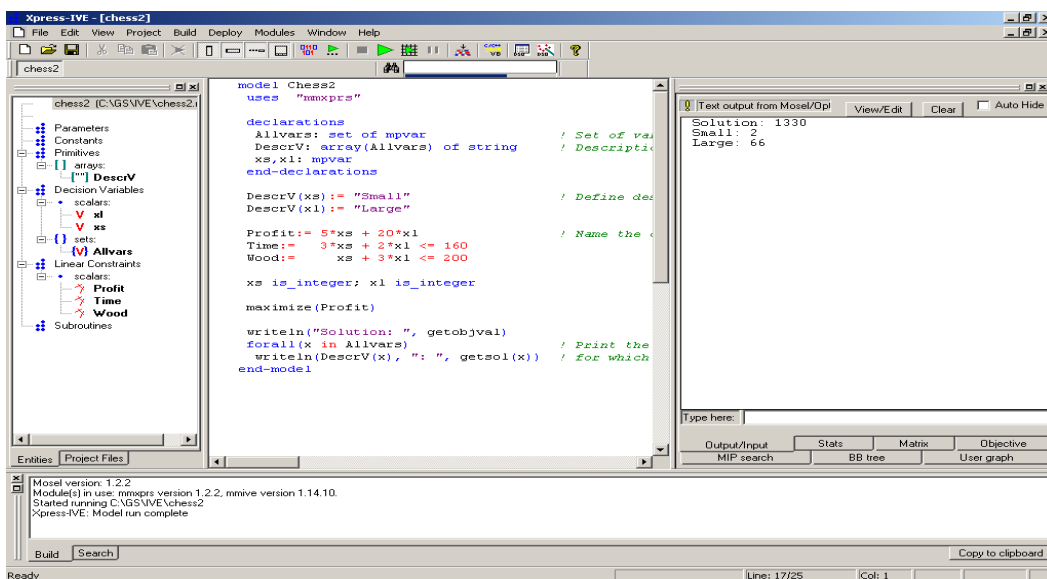 Xpress-IVE - [chess2]
File Edit View Project Build Deploy Modules Window Help
chess2
chess2 (C:\GS\IVE\chess2.
Parameters
Constants
Primitives
[ ] arrays:
[""] DescrV
Decision Variables
scalars:
V xl
V xs
{ } sets:
{V} Allvars
Linear Constraints
scalars:
Profit
Time
Wood
Subroutines
Entities Project Files
model Chess2
uses "mmxprs"
declarations
Allvars: set of mpvar ! Set of
DescrV: array(Allvars) of string !
xs,xl: mpvar
end-declarations
DescrV(xs):= "Small" ! Define
DescrV(xl):= "Large"
Profit:= 5*xs + 20*xl ! Name the
Time:= 3*xs + 2*xl <= 160
Wood:= xs + 3*xl <= 200
xs is_integer; xl is_integer
maximize(Profit)
writeln("Solution: ", getobjval)
forall(x in Allvars) ! Print the
writeln(DescrV(x), ": ", getsol(x)) ! for which
end-model
Text output from Mosel/Opl View/Edit Clear Auto Hide
Solution: 1330
Small: 2
Large: 66
Type here:
Output/Input Stats Matrix Objective
MIP search BB tree User graph
Mosel version: 1.2.2
Module(s) in use: mmxprs version 1.2.2, mmive version 1.14.10.
Started running C:\GS\IVE\chess2
Xpress-IVE: Model run complete
Build Search Copy to clipboard
Ready Line: 17/25 Col: 1